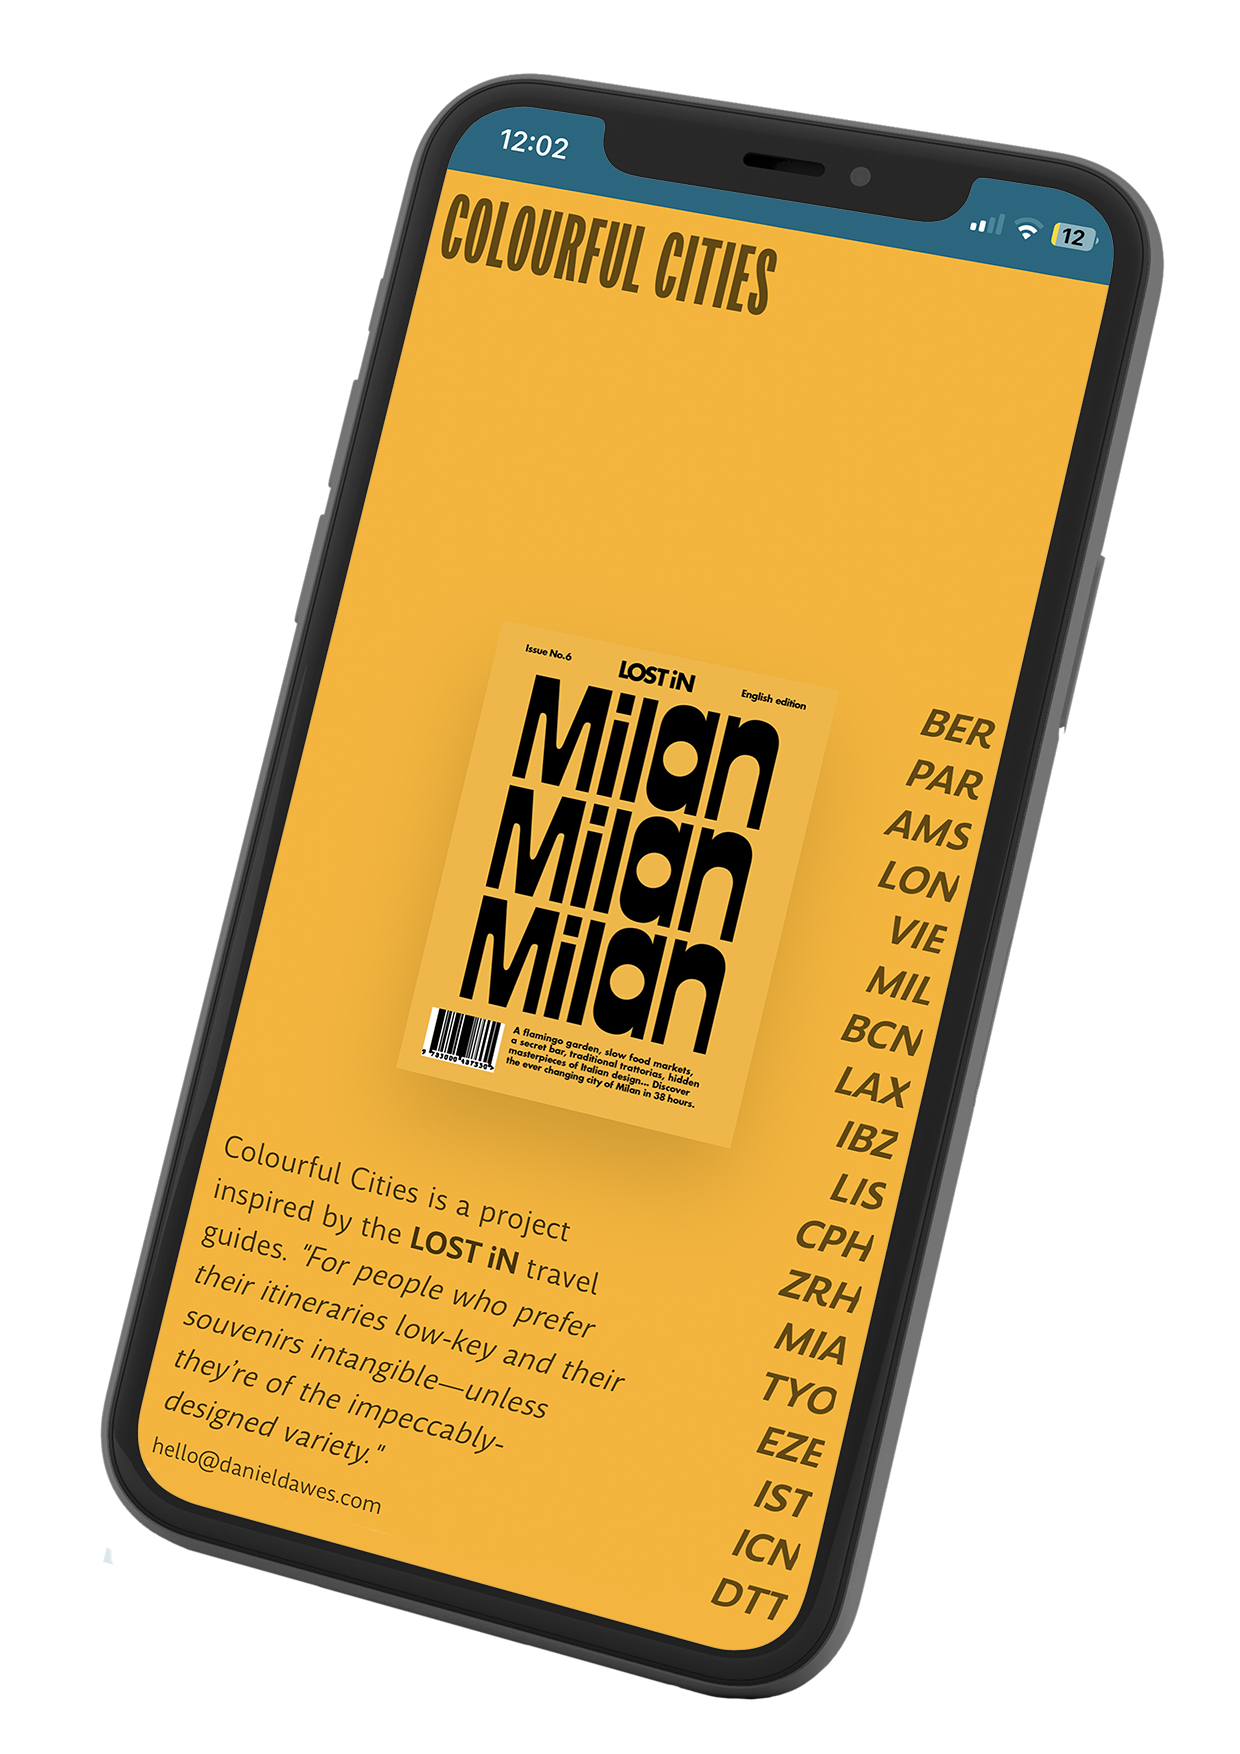 12:02
12
COLOURFUL CITIES
Issue No.6
LOST iN
English edition
Milan
Milan
Milan
A flamingo garden, slow food markets,
a secret bar, traditional trattorias, hidden
masterpieces of Italian design... Discover
the ever changing city of Milan in 38 hours.
BER
PAR
AMS
LON
VIE
MIL
BCN
LAX
IBZ
LIS
CPH
ZRH
MIA
TYO
EZE
IST
ICN
DTT
Colourful Cities is a project
inspired by the LOST iN travel
guides. "For people who prefer
their itineraries low-key and their
souvenirs intangible—unless
they're of the impeccably-
designed variety."
hello@danieldawes.com